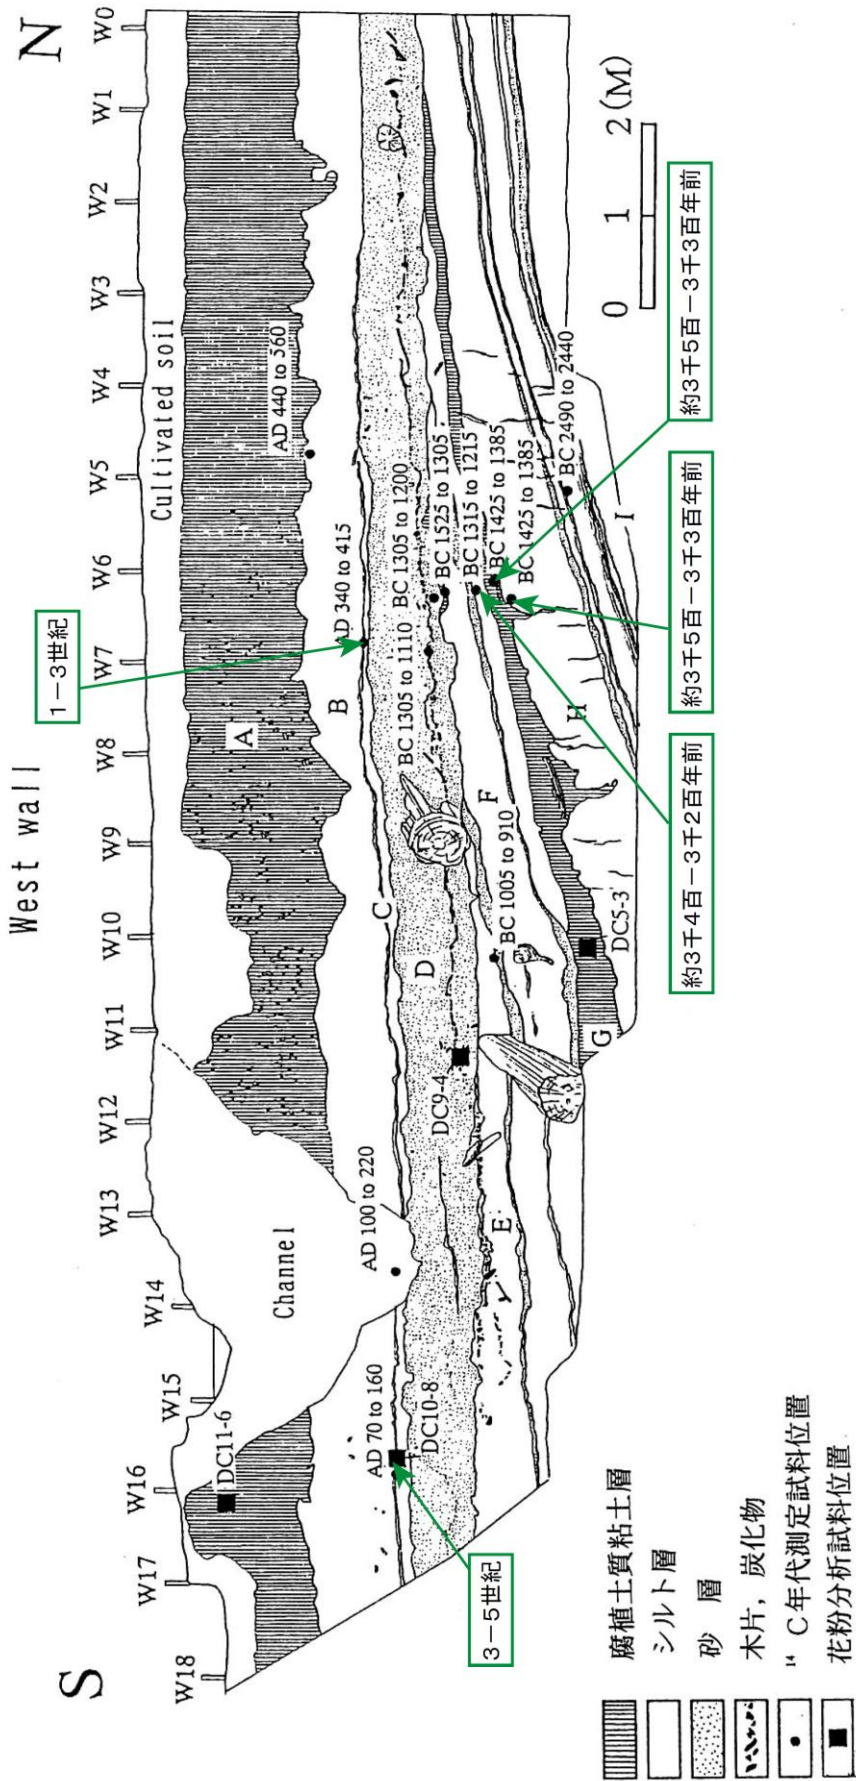 West wall
S
N
W18
W17
W16
W15
W14
W13
W12
W11
W10
W9
W8
W7
W6
W5
W4
W3
W2
W1
W0
Cultivated soil
Channel
1－3世紀
A
B
C
D
E
F
G
H
I
DC11-6
AD 440 to 560
AD 340 to 415
AD 100 to 220
AD 70 to 160
DC10-8
DC9-4
BC 1305 to 1110
BC 1305 to 1200
BC 1525 to 1305
BC 1315 to 1215
BC 1425 to 1385
BC 1425 to 1385
BC 2490 to 2440
BC 1005 to 910
DC5-3
3－5世紀
約3千4百－3千2百年前
約3千5百－3千3百年前
約3千5百－3千3百年前
0 1 2 (M)
腐植土質粘土層
シルト層
砂 層
木片，炭化物
¹⁴ C年代測定試料位置
花粉分析試料位置